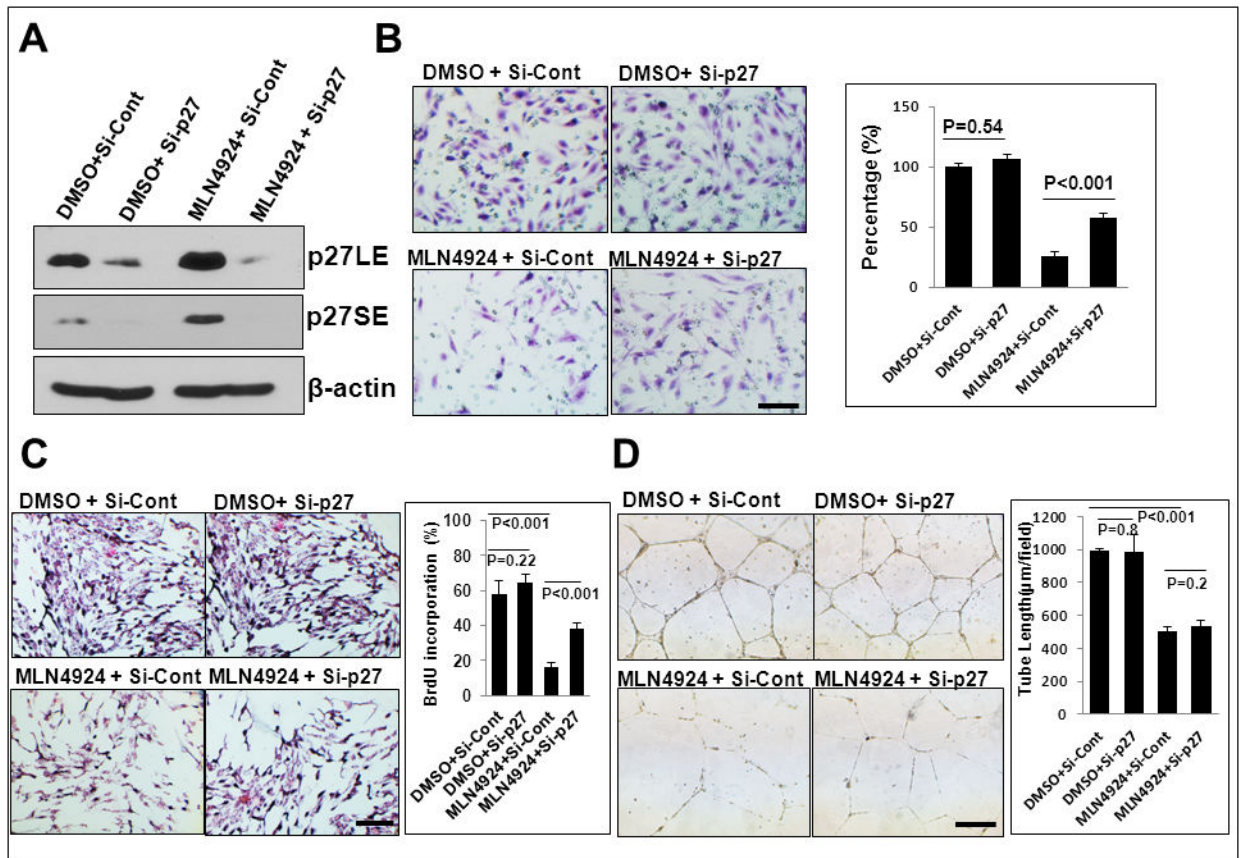 A
DMSO+Si-Cont
DMSO+ Si-p27
MLN4924+ Si-Cont
MLN4924 + Si-p27
p27LE
p27SE
β-actin
B
DMSO + Si-Cont
DMSO+ Si-p27
MLN4924 + Si-Cont
MLN4924 + Si-p27
Percentage (%)
150
100
50
0
P=0.54
P<0.001
DMSO+Si-Cont
DMSO+Si-p27
MLN4924+Si-Cont
MLN4924+Si-p27
C
DMSO + Si-Cont
DMSO+ Si-p27
MLN4924 + Si-Cont
MLN4924 + Si-p27
BrdU incorporation (%)
100
80
60
40
20
0
P<0.001
P=0.22
P<0.001
DMSO+Si-Cont
DMSO+Si-p27
MLN4924+Si-Cont
MLN4924+Si-p27
D
DMSO + Si-Cont
DMSO+ Si-p27
MLN4924 + Si-Cont
MLN4924 + Si-p27
Tube Length(µm/field)
1200
1000
800
600
400
200
0
P<0.001
P=0.8
P=0.2
DMSO+Si-Cont
DMSO+Si-p27
MLN4924+Si-Cont
MLN4924+Si-p27